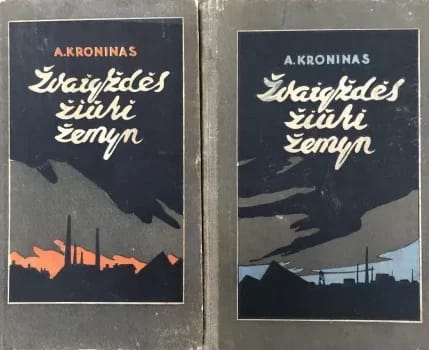 A.KRONINAS
Žvaigždės
žiūri
žemyn
A.KRONINAS
Žvaigždės
žiūri
žemyn